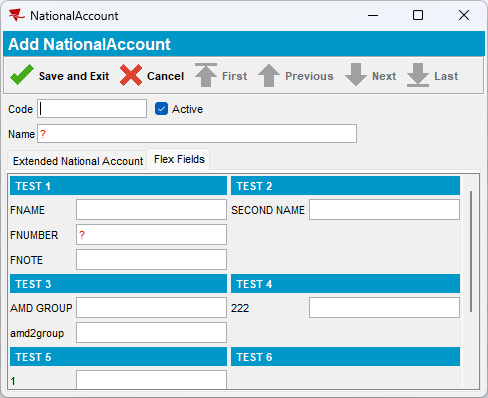 NationalAccount
Add NationalAccount
Save and Exit Cancel First Previous Next Last
Code Active
Name ?
Extended National Account Flex Fields
TEST 1 TEST 2
FNAME SECOND NAME
FNUMBER ?
FNOTE
TEST 3 TEST 4
AMD GROUP 222
amd2group
TEST 5 TEST 6
1